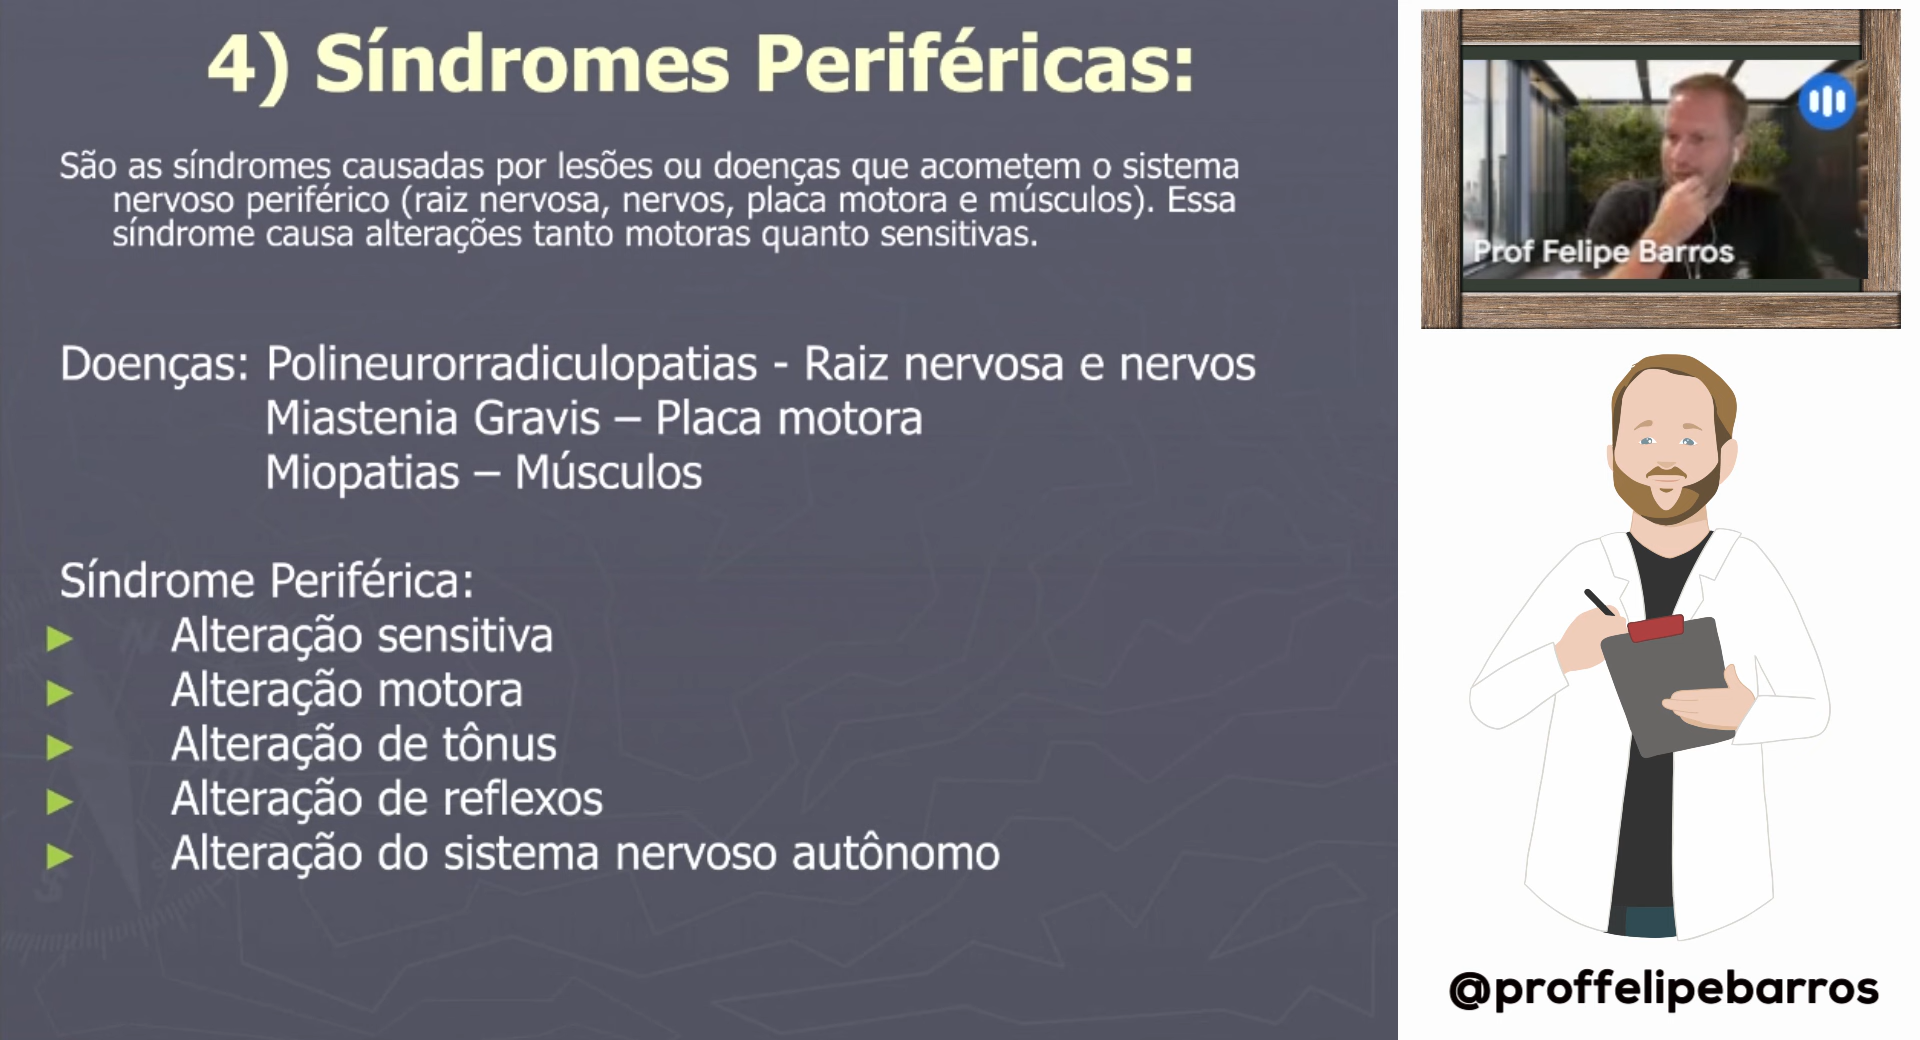 4) Síndromes Periféricas:
São as síndromes causadas por lesões ou doenças que acometem o sistema
nervoso periférico (raiz nervosa, nervos, placa motora e músculos). Essa
síndrome causa alterações tanto motoras quanto sensitivas.
Doenças: Polineurorradiculopatias - Raiz nervosa e nervos
Miastenia Gravis – Placa motora
Miopatias – Músculos
Síndrome Periférica:
► Alteração sensitiva
► Alteração motora
► Alteração de tônus
► Alteração de reflexos
► Alteração do sistema nervoso autônomo
Prof Felipe Barros
@proffelipebarros